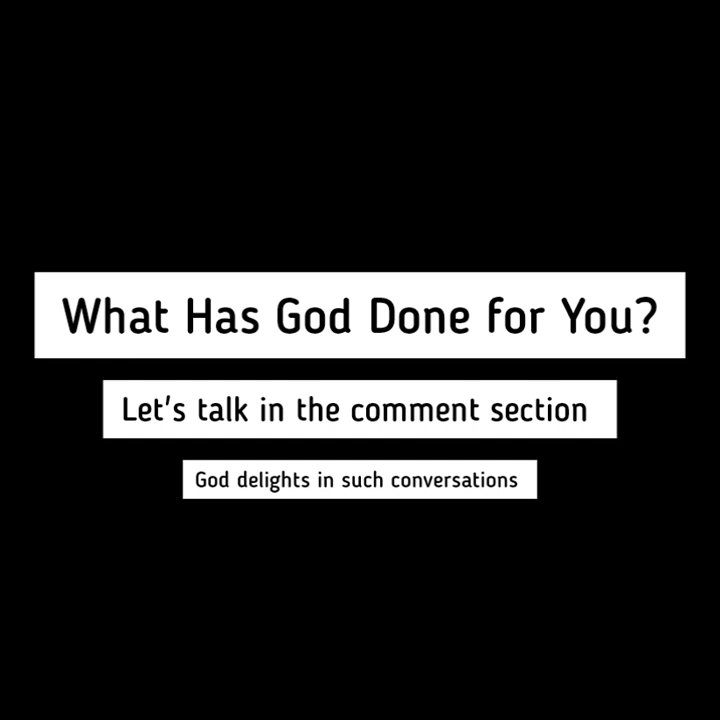 What Has God Done for You?
Let's talk in the comment section
God delights in such conversations